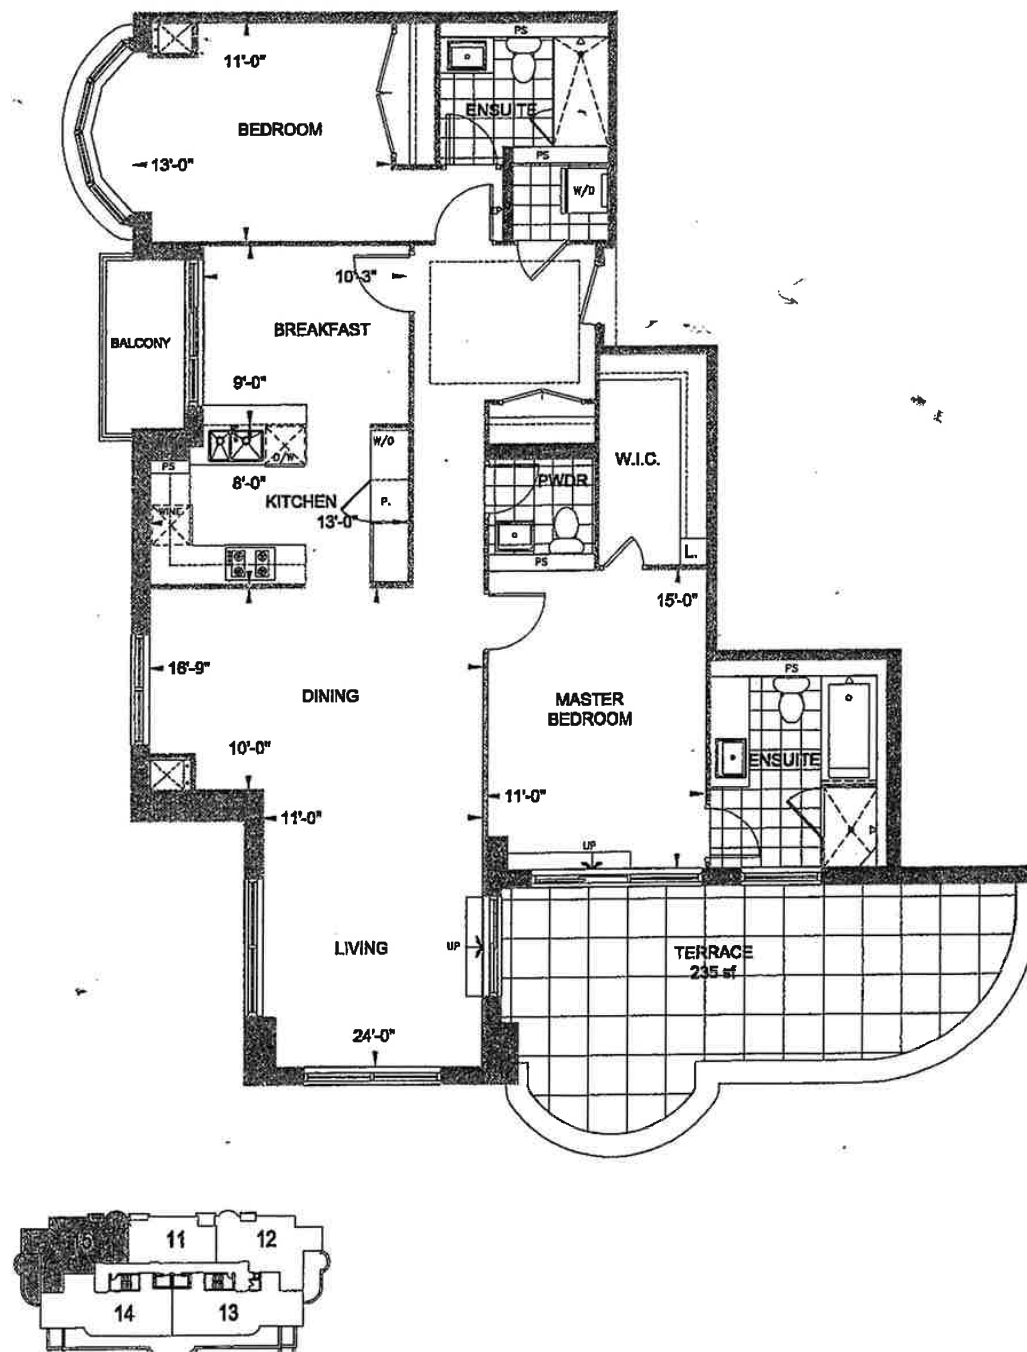 PS
11'-0"
ENSUITE
BEDROOM
13'-0"
PS
W/D
10'-3"
BREAKFAST
BALCONY
9'-0"
W/O
D/W
PS
8'-0"
KITCHEN
P.
13'-0"
WINE
PWDR
W.I.C.
PS
L.
15'-0"
16'-9"
DINING
MASTER
BEDROOM
PS
ENSUITE
10'-0"
11'-0"
11'-0"
UP
LIVING
UP
TERRACE
235 sf
24'-0"
11
12
14
13